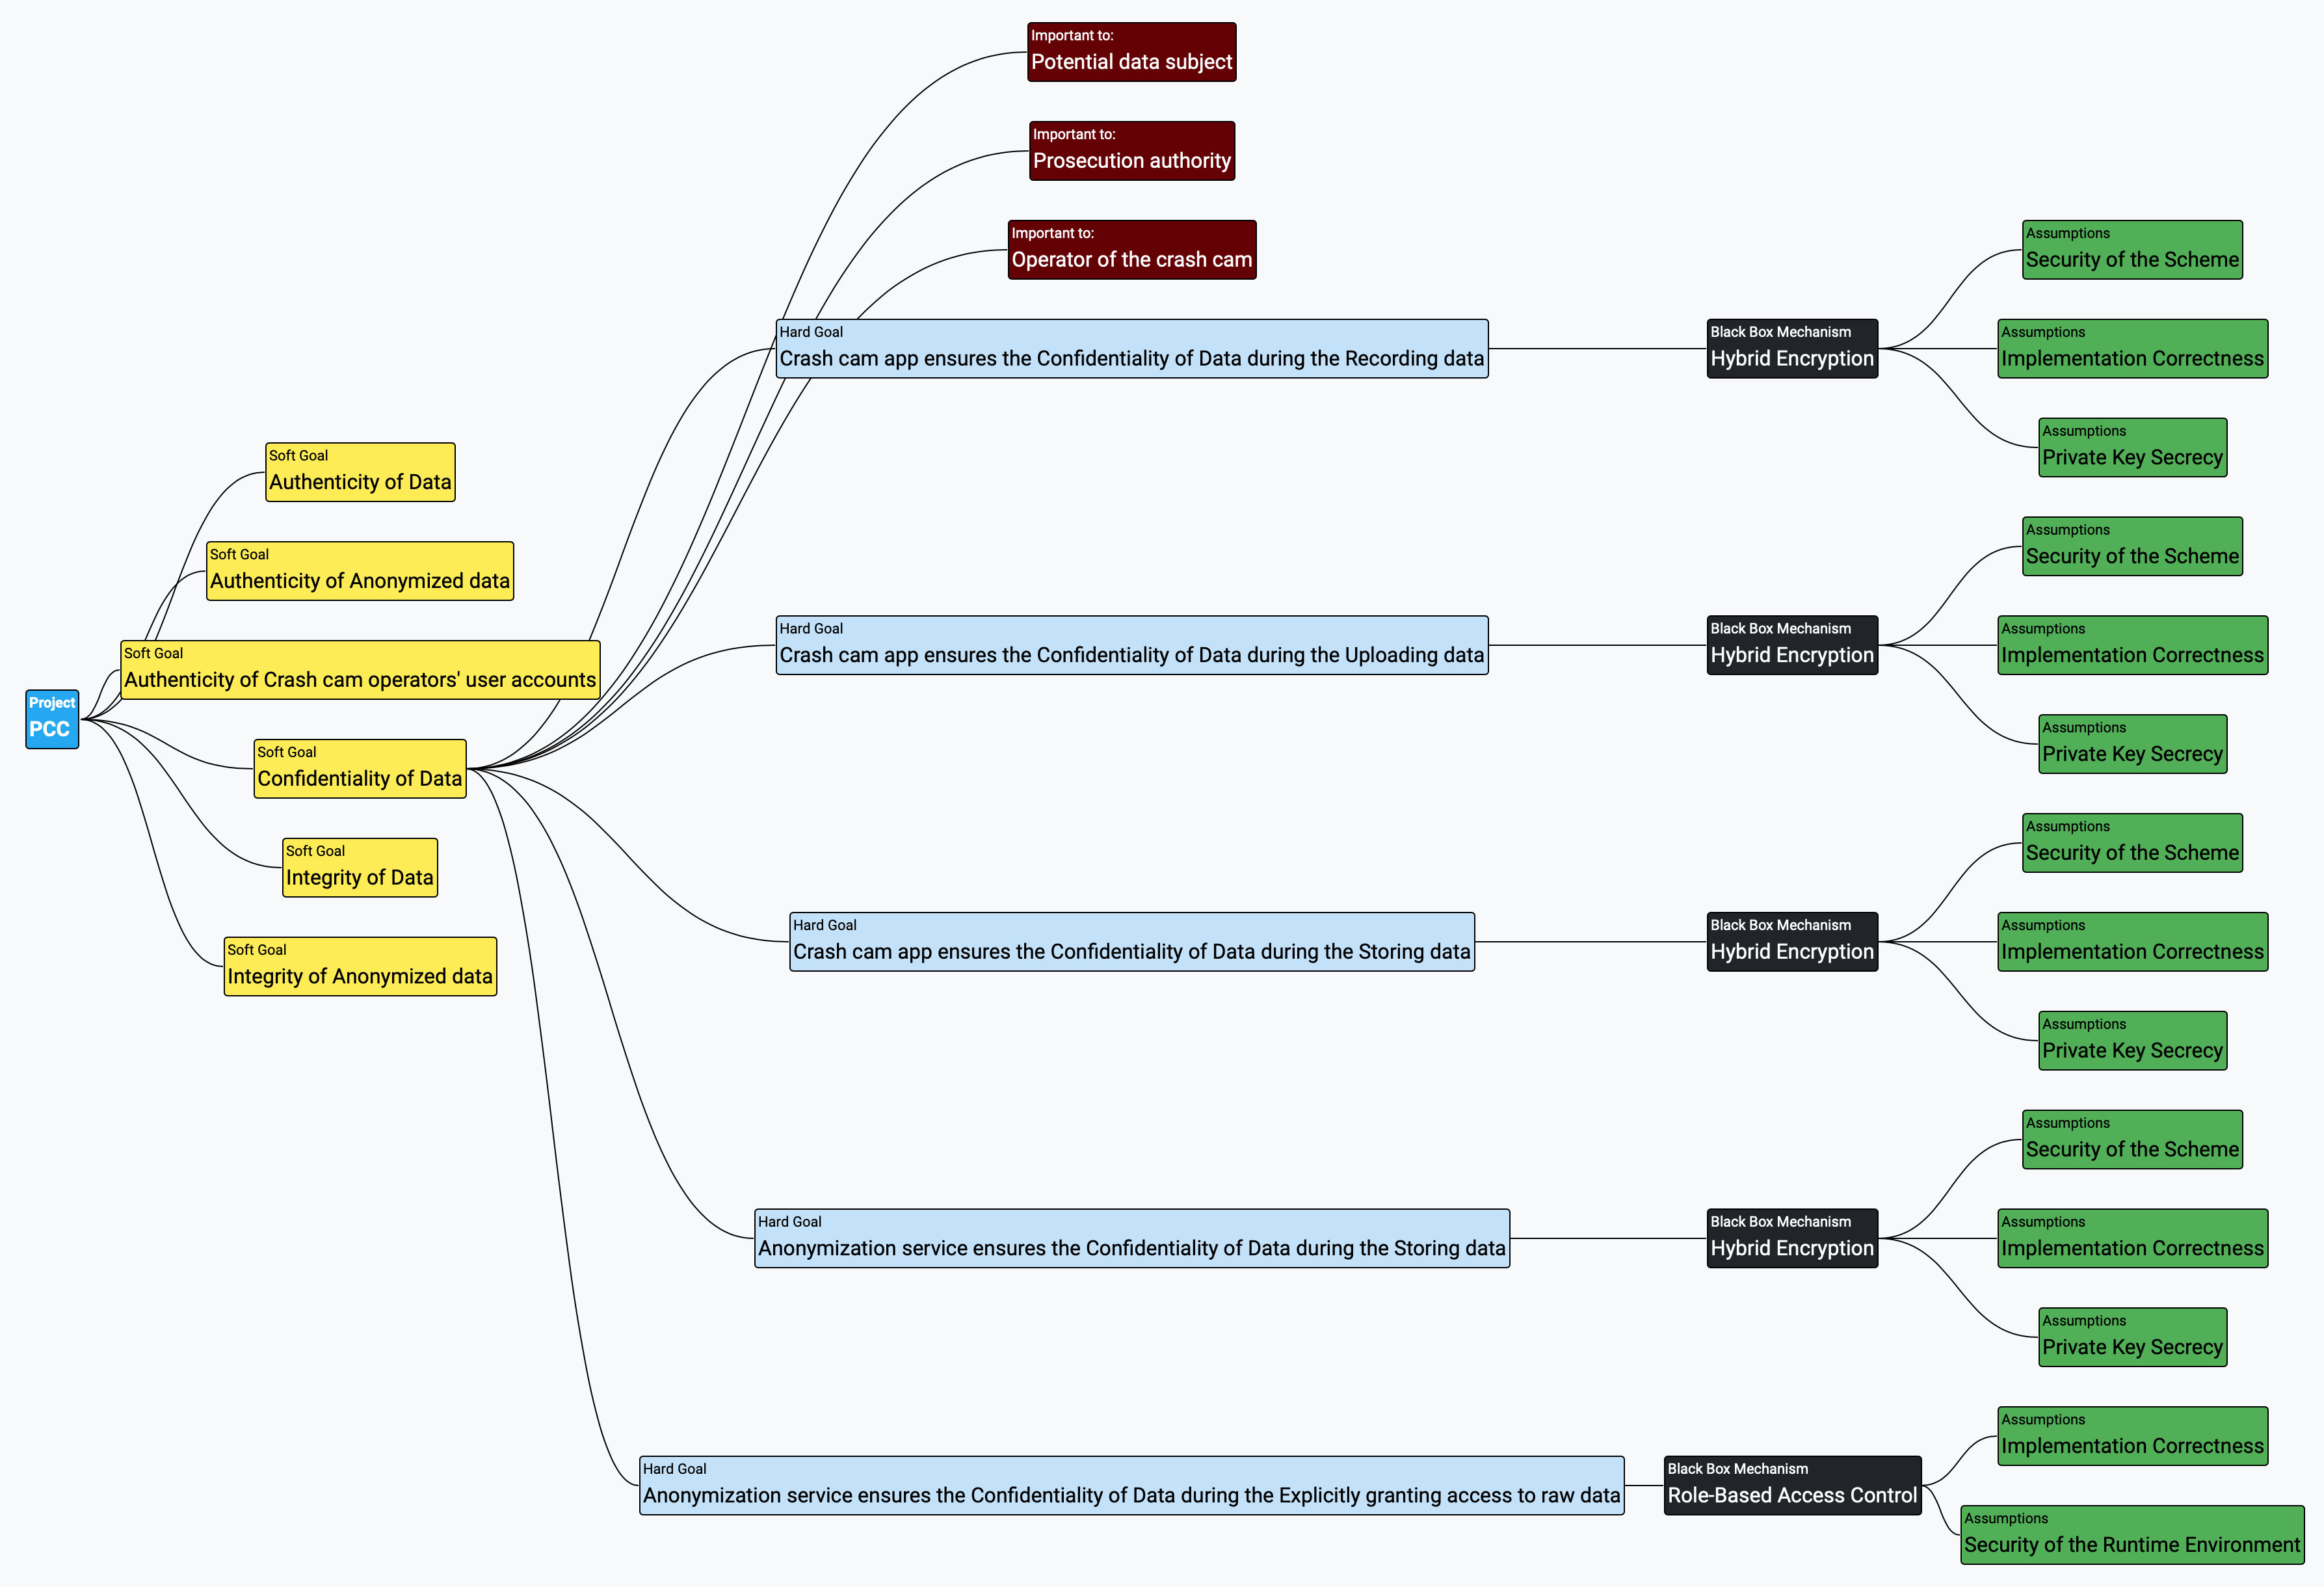 Important to:
Potential data subject
Important to:
Prosecution authority
Important to:
Operator of the crash cam
Project
PCC
Soft Goal
Authenticity of Data
Soft Goal
Authenticity of Anonymized data
Soft Goal
Authenticity of Crash cam operators' user accounts
Soft Goal
Confidentiality of Data
Soft Goal
Integrity of Data
Soft Goal
Integrity of Anonymized data
Hard Goal
Crash cam app ensures the Confidentiality of Data during the Recording data
Black Box Mechanism
Hybrid Encryption
Assumptions
Security of the Scheme
Assumptions
Implementation Correctness
Assumptions
Private Key Secrecy
Hard Goal
Crash cam app ensures the Confidentiality of Data during the Uploading data
Black Box Mechanism
Hybrid Encryption
Assumptions
Security of the Scheme
Assumptions
Implementation Correctness
Assumptions
Private Key Secrecy
Hard Goal
Crash cam app ensures the Confidentiality of Data during the Storing data
Black Box Mechanism
Hybrid Encryption
Assumptions
Security of the Scheme
Assumptions
Implementation Correctness
Assumptions
Private Key Secrecy
Hard Goal
Anonymization service ensures the Confidentiality of Data during the Storing data
Black Box Mechanism
Hybrid Encryption
Assumptions
Security of the Scheme
Assumptions
Implementation Correctness
Assumptions
Private Key Secrecy
Hard Goal
Anonymization service ensures the Confidentiality of Data during the Explicitly granting access to raw data
Black Box Mechanism
Role-Based Access Control
Assumptions
Implementation Correctness
Assumptions
Security of the Runtime Environment